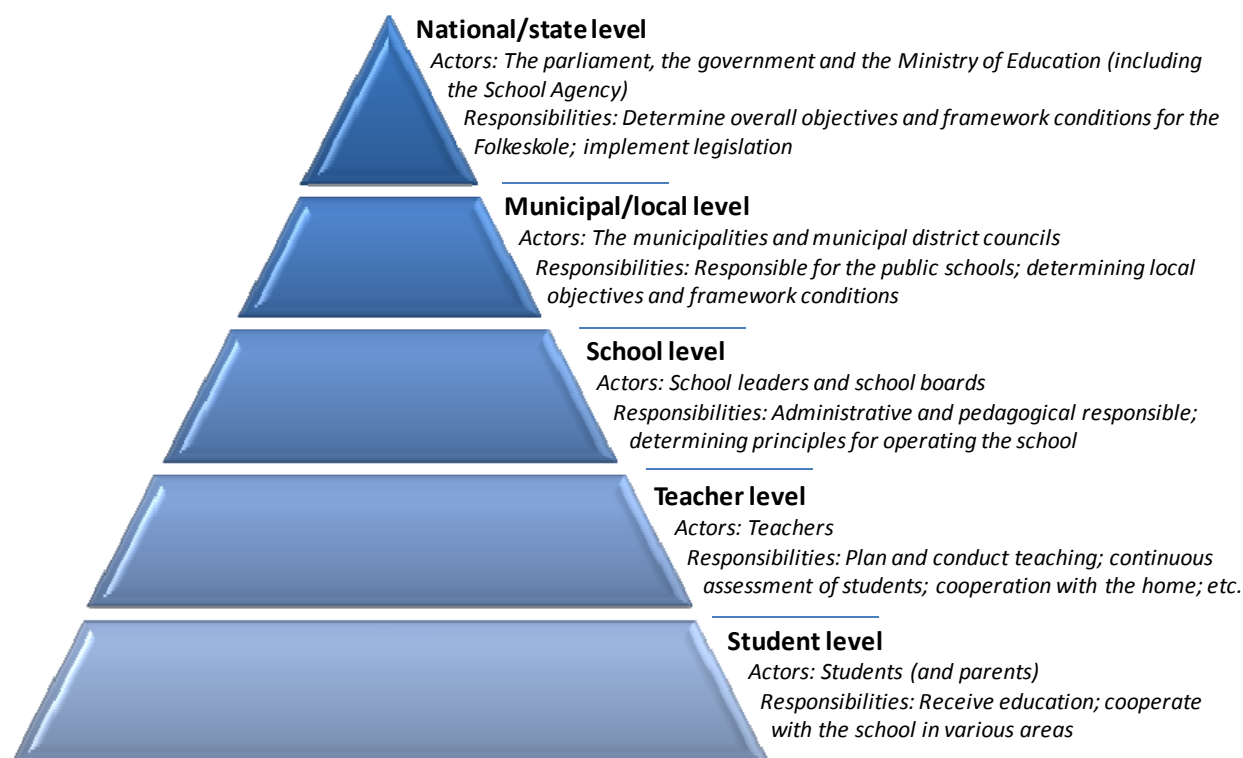 National/state level
Actors: The parliament, the government and the Ministry of Education (including
the School Agency)
Responsibilities: Determine overall objectives and framework conditions for the
Folkeskole; implement legislation
Municipal/local level
Actors: The municipalities and municipal district councils
Responsibilities: Responsible for the public schools; determining local
objectives and framework conditions
School level
Actors: School leaders and school boards
Responsibilities: Administrative and pedagogical responsible;
determining principles for operating the school
Teacher level
Actors: Teachers
Responsibilities: Plan and conduct teaching; continuous
assessment of students; cooperation with the home; etc.
Student level
Actors: Students (and parents)
Responsibilities: Receive education; cooperate
with the school in various areas